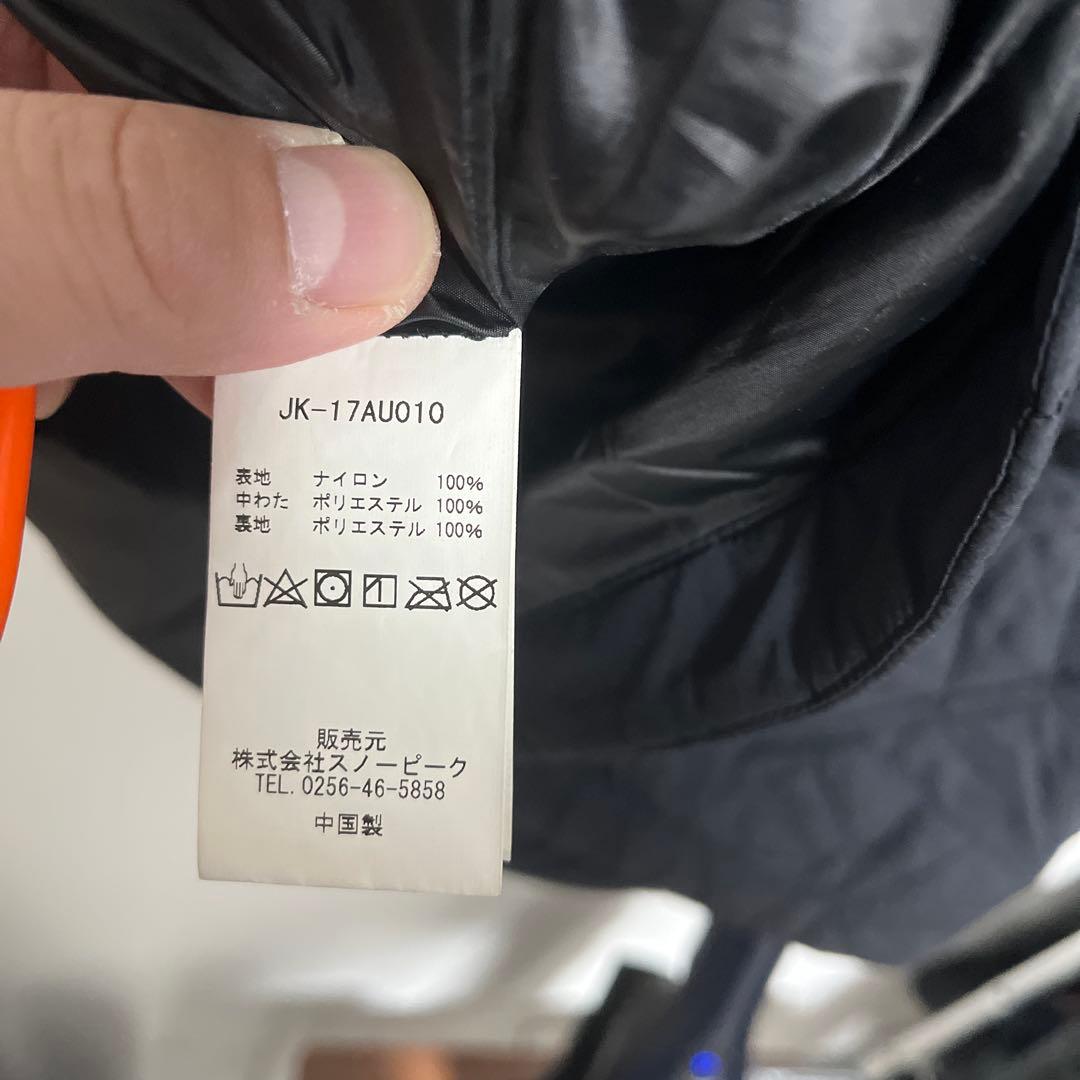 JK-17AU010
表地 ナイロン 100%
中わた ポリエステル 100%
裏地 ポリエステル 100%
販売元
株式会社スノーピーク
TEL. 0256-46-5858
中国製